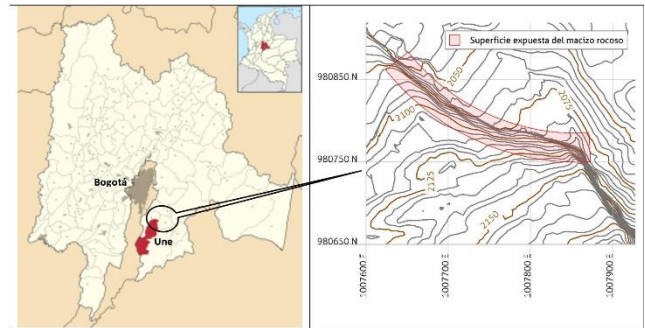 Bogotá
Une
Superficie expuesta del macizo rocoso
980850 N
980750 N
980650 N
2050
2075
2100
2125
2150
1007600 E
1007700 E
1007800 E
1007900 E